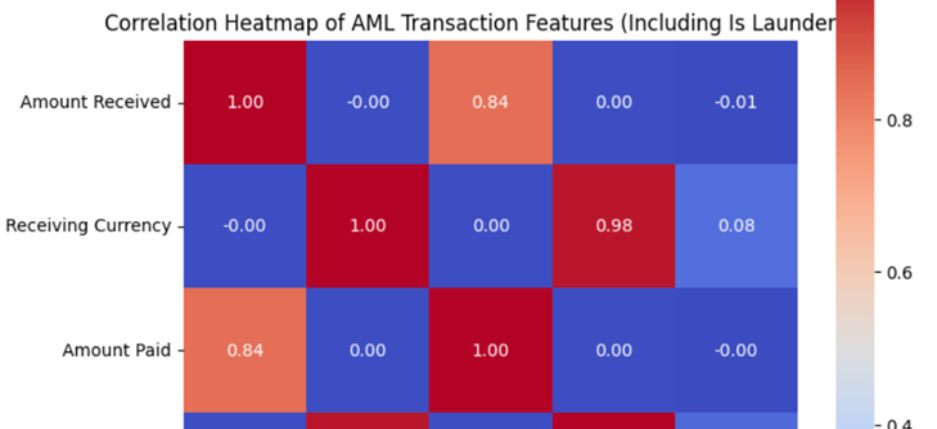 Correlation Heatmap of AML Transaction Features (Including Is Launder
Amount Received 1.00 -0.00 0.84 0.00 -0.01
0.8
Receiving Currency -0.00 1.00 0.00 0.98 0.08
0.6
Amount Paid 0.84 0.00 1.00 0.00 -0.00
0.4